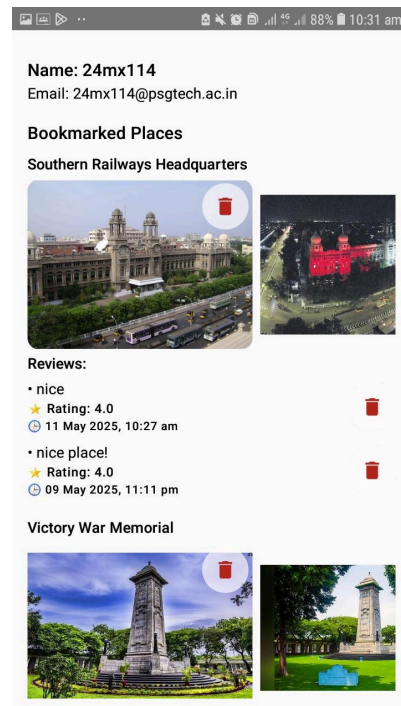 4G
88%
10:31 am
Name: 24mx114
Email: 24mx114@psgtech.ac.in
Bookmarked Places
Southern Railways Headquarters
Reviews:
• nice
Rating: 4.0
11 May 2025, 10:27 am
• nice place!
Rating: 4.0
09 May 2025, 11:11 pm
Victory War Memorial